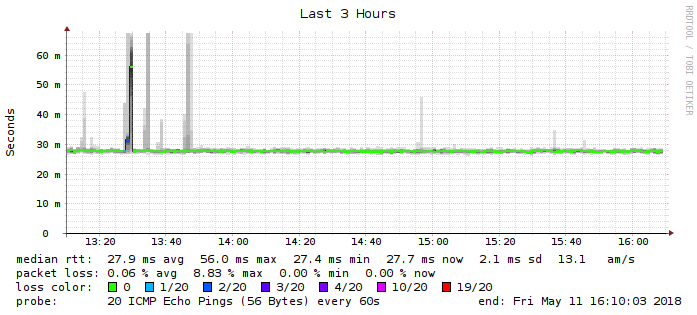 Last 3 Hours
RRDTOOL / TOBI OETIKER
Seconds
60 m
50 m
40 m
30 m
20 m
10 m
0
13:20 13:40 14:00 14:20 14:40 15:00 15:20 15:40 16:00
median rtt: 27.9 ms avg 56.0 ms max 27.4 ms min 27.7 ms now 2.1 ms sd 13.1 am/s
packet loss: 0.06 % avg 8.83 % max 0.00 % min 0.00 % now
loss color: 0 1/20 2/20 3/20 4/20 10/20 19/20
probe: 20 ICMP Echo Pings (56 Bytes) every 60s end: Fri May 11 16:10:03 2018